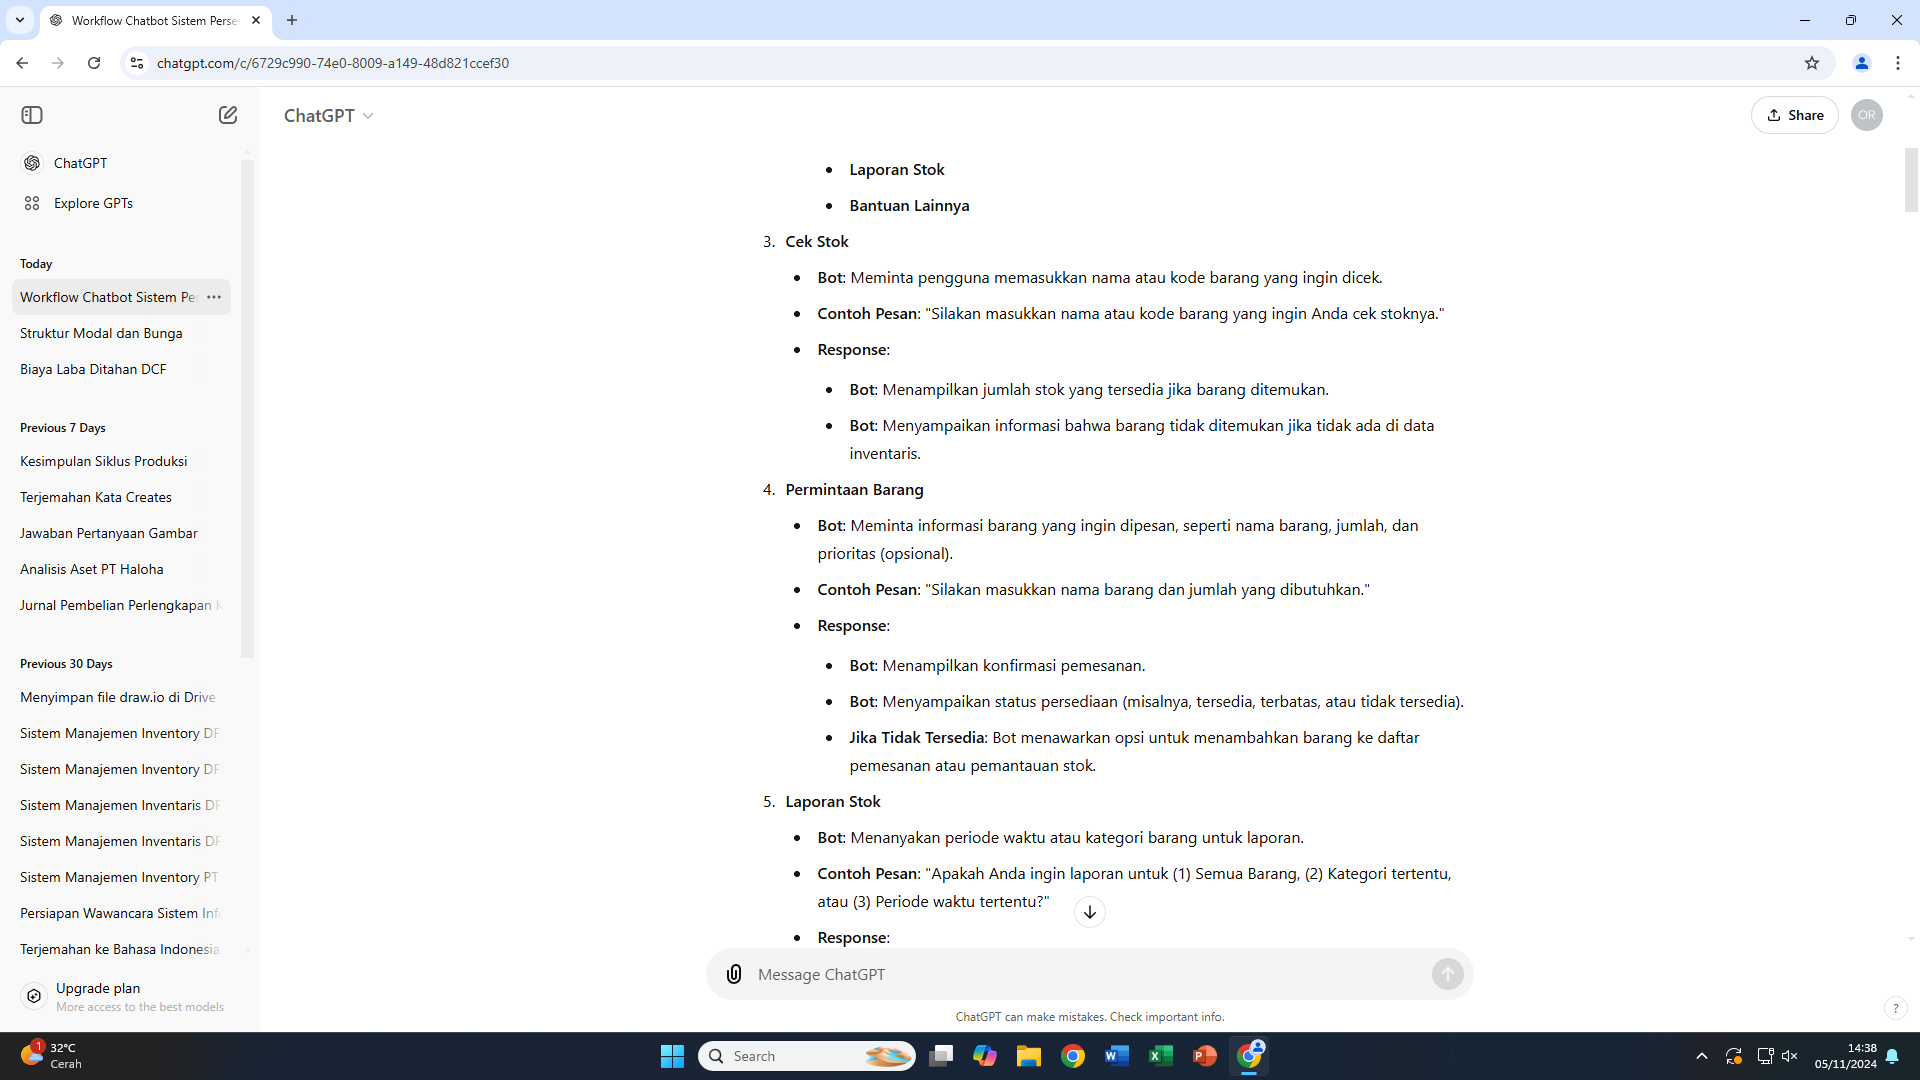 Workflow Chatbot Sistem Perse
chatgpt.com/c/6729c990-74e0-8009-a149-48d821ccef30
ChatGPT
Explore GPTs
Today
Workflow Chatbot Sistem Pe
Struktur Modal dan Bunga
Biaya Laba Ditahan DCF
Previous 7 Days
Kesimpulan Siklus Produksi
Terjemahan Kata Creates
Jawaban Pertanyaan Gambar
Analisis Aset PT Haloha
Jurnal Pembelian Perlengkapan K
Previous 30 Days
Menyimpan file draw.io di Drive
Sistem Manajemen Inventory DF
Sistem Manajemen Inventory DF
Sistem Manajemen Inventaris DF
Sistem Manajemen Inventaris DF
Sistem Manajemen Inventory PT
Persiapan Wawancara Sistem Info
Terjemahan ke Bahasa Indonesia
Upgrade plan
More access to the best models
ChatGPT
Share
OR
• Laporan Stok
• Bantuan Lainnya
3. Cek Stok
• Bot: Meminta pengguna memasukkan nama atau kode barang yang ingin dicek.
• Contoh Pesan: "Silakan masukkan nama atau kode barang yang ingin Anda cek stoknya."
• Response:
• Bot: Menampilkan jumlah stok yang tersedia jika barang ditemukan.
• Bot: Menyampaikan informasi bahwa barang tidak ditemukan jika tidak ada di data
inventaris.
4. Permintaan Barang
• Bot: Meminta informasi barang yang ingin dipesan, seperti nama barang, jumlah, dan
prioritas (opsional).
• Contoh Pesan: "Silakan masukkan nama barang dan jumlah yang dibutuhkan."
• Response:
• Bot: Menampilkan konfirmasi pemesanan.
• Bot: Menyampaikan status persediaan (misalnya, tersedia, terbatas, atau tidak tersedia).
• Jika Tidak Tersedia: Bot menawarkan opsi untuk menambahkan barang ke daftar
pemesanan atau pemantauan stok.
5. Laporan Stok
• Bot: Menanyakan periode waktu atau kategori barang untuk laporan.
• Contoh Pesan: "Apakah Anda ingin laporan untuk (1) Semua Barang, (2) Kategori tertentu,
atau (3) Periode waktu tertentu?"
• Response:
Message ChatGPT
ChatGPT can make mistakes. Check important info.
?
1
32°C
Cerah
Search
14:38
05/11/2024